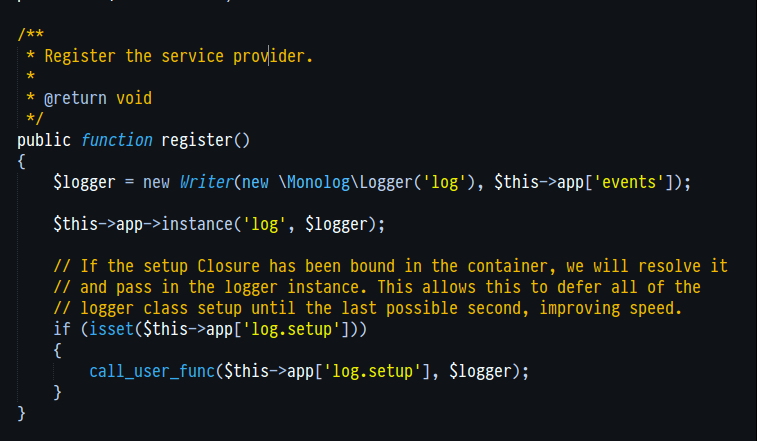 /**
 * Register the service provider.
 *
 * @return void
 */
public function register()
{
    $logger = new Writer(new \Monolog\Logger('log'), $this->app['events']);

    $this->app->instance('log', $logger);

    // If the setup Closure has been bound in the container, we will resolve it
    // and pass in the logger instance. This allows this to defer all of the
    // logger class setup until the last possible second, improving speed.
    if (isset($this->app['log.setup']))
    {
        call_user_func($this->app['log.setup'], $logger);
    }
}